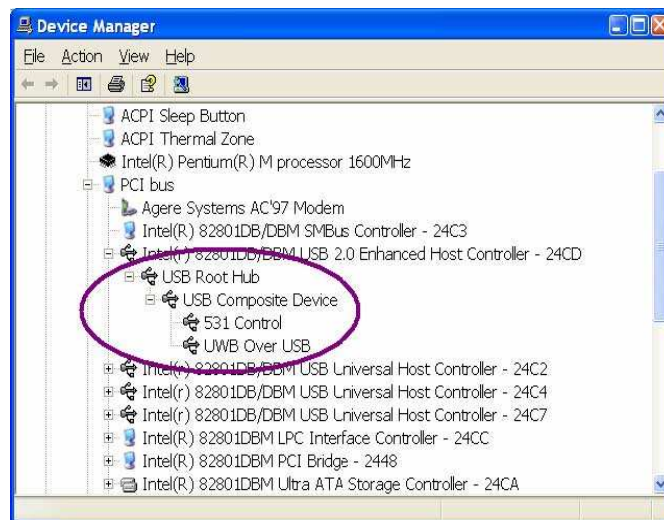 Device Manager
File Action View Help
ACPI Sleep Button
ACPI Thermal Zone
Intel(R) Pentium(R) M processor 1600MHz
PCI bus
Agere Systems AC'97 Modem
Intel(R) 82801DB/DBM SMBus Controller - 24C3
Intel(r) 82801DB/DBM USB 2.0 Enhanced Host Controller - 24CD
USB Root Hub
USB Composite Device
531 Control
UWB Over USB
Intel(r) 82801DB/DBM USB Universal Host Controller - 24C2
Intel(r) 82801DB/DBM USB Universal Host Controller - 24C4
Intel(r) 82801DB/DBM USB Universal Host Controller - 24C7
Intel(R) 82801DBM LPC Interface Controller - 24CC
Intel(R) 82801DBM PCI Bridge - 2448
Intel(R) 82801DBM Ultra ATA Storage Controller - 24CA